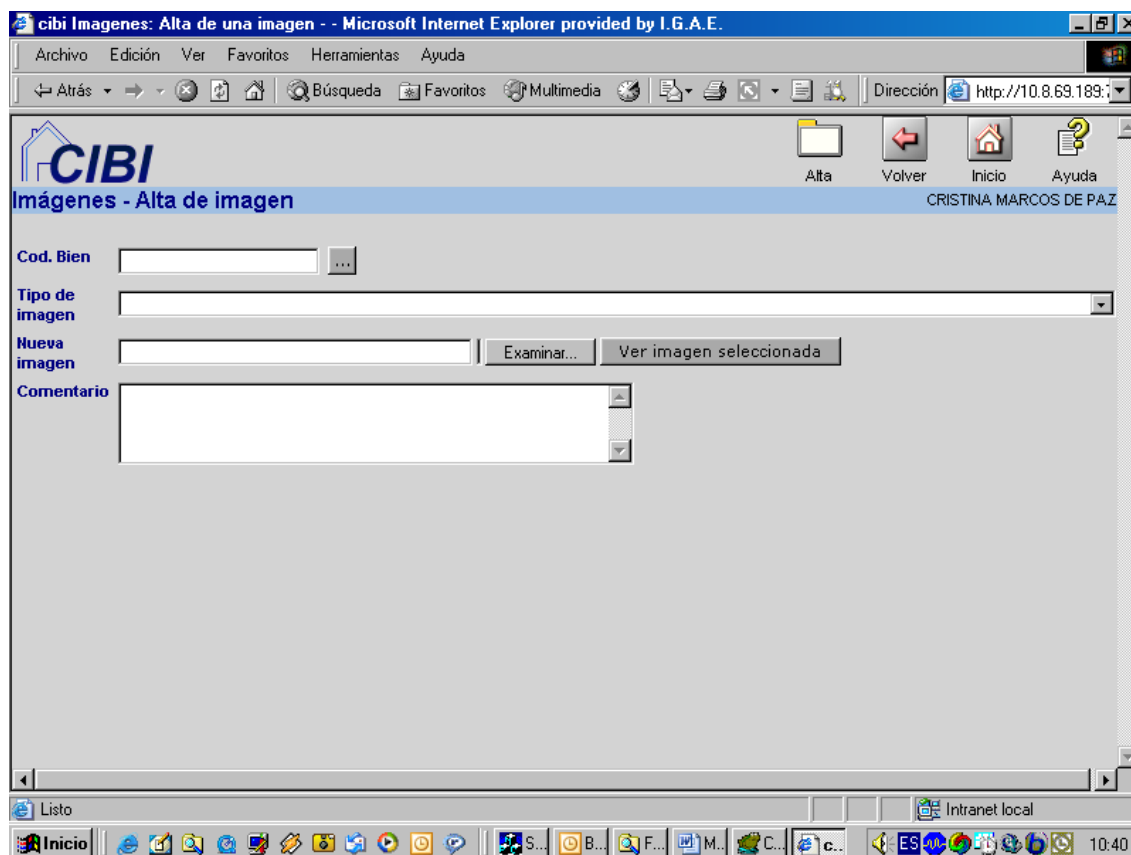 cibi Imagenes: Alta de una imagen - - Microsoft Internet Explorer provided by I.G.A.E.
Archivo Edición Ver Favoritos Herramientas Ayuda
Atrás Búsqueda Favoritos Multimedia Dirección http://10.8.69.189:
CIBI
Alta Volver Inicio Ayuda
Imágenes - Alta de imagen CRISTINA MARCOS DE PAZ
Cod. Bien ...
Tipo de
imagen
Nueva
imagen Examinar... Ver imagen seleccionada
Comentario
Listo Intranet local
Inicio S... B... F... M... C... c... ES 10:40